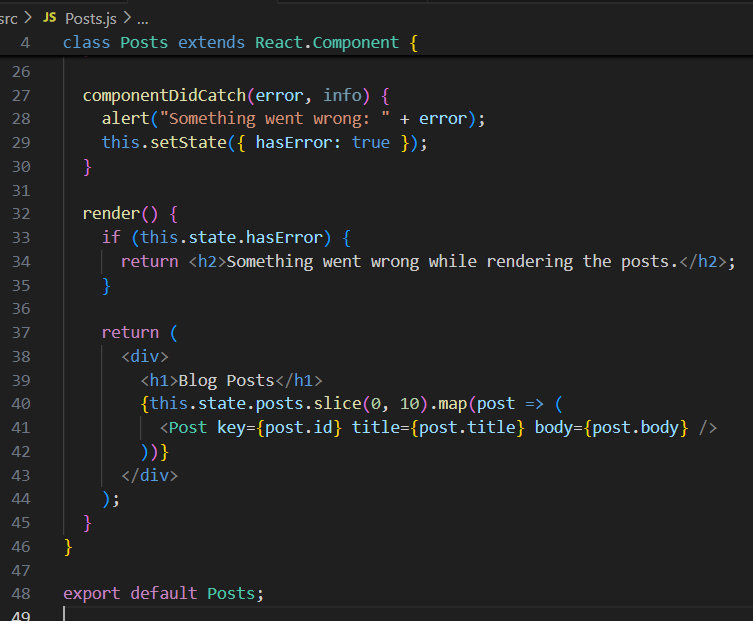 src > JS Posts.js > ...
4 class Posts extends React.Component {
26
27 componentDidCatch(error, info) {
28 alert("Something went wrong: " + error);
29 this.setState({ hasError: true });
30 }
31
32 render() {
33 if (this.state.hasError) {
34 return <h2>Something went wrong while rendering the posts.</h2>;
35 }
36
37 return (
38 <div>
39 <h1>Blog Posts</h1>
40 {this.state.posts.slice(0, 10).map(post => (
41 <Post key={post.id} title={post.title} body={post.body} />
42 ))}
43 </div>
44 );
45 }
46 }
47
48 export default Posts;
49